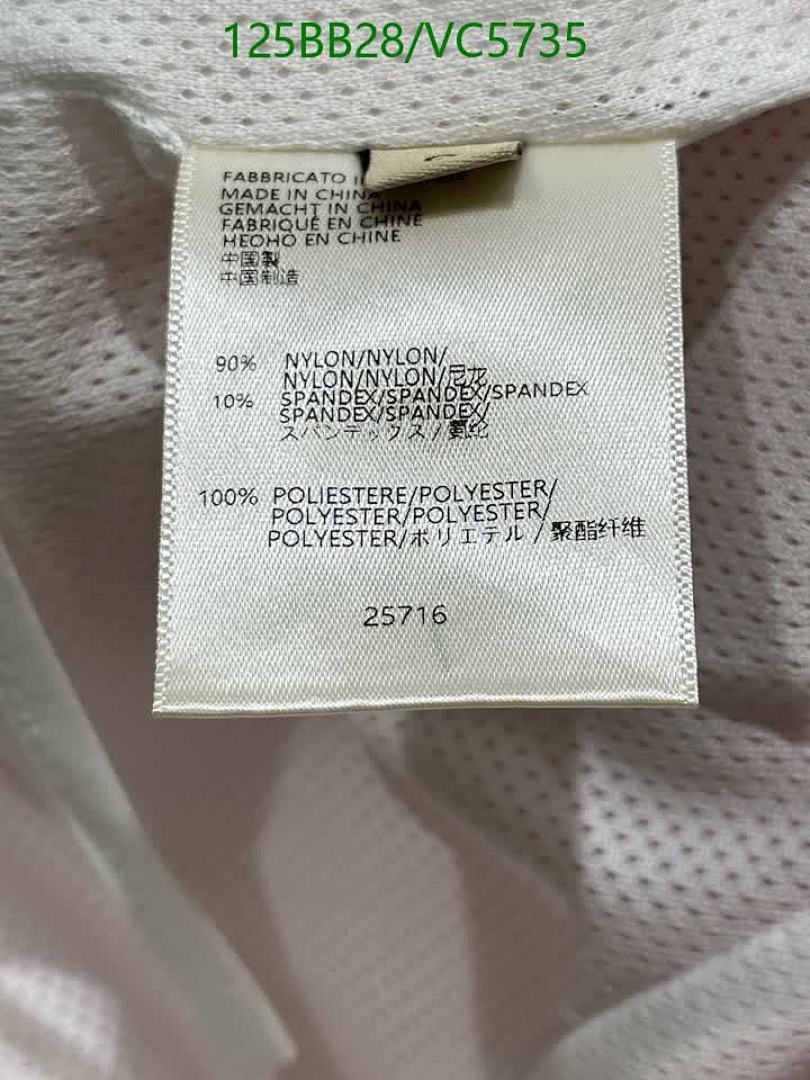 125BB28/VC5735
FABBRICATO
MADE IN CHINA
GEMACHT IN CHINA
FABRIQUÉ EN CHINE
HEOHO EN CHINE
中国製
中国制造
90% NYLON/NYLON/
NYLON/NYLON/尼龙
10% SPANDEX/SPANDEX/SPANDEX
SPANDEX/SPANDEX/
スパンデックス/氨纶
100% POLIESTERE/POLYESTER/
POLYESTER/POLYESTER/
POLYESTER/ポリエテル/聚酯纤维
25716